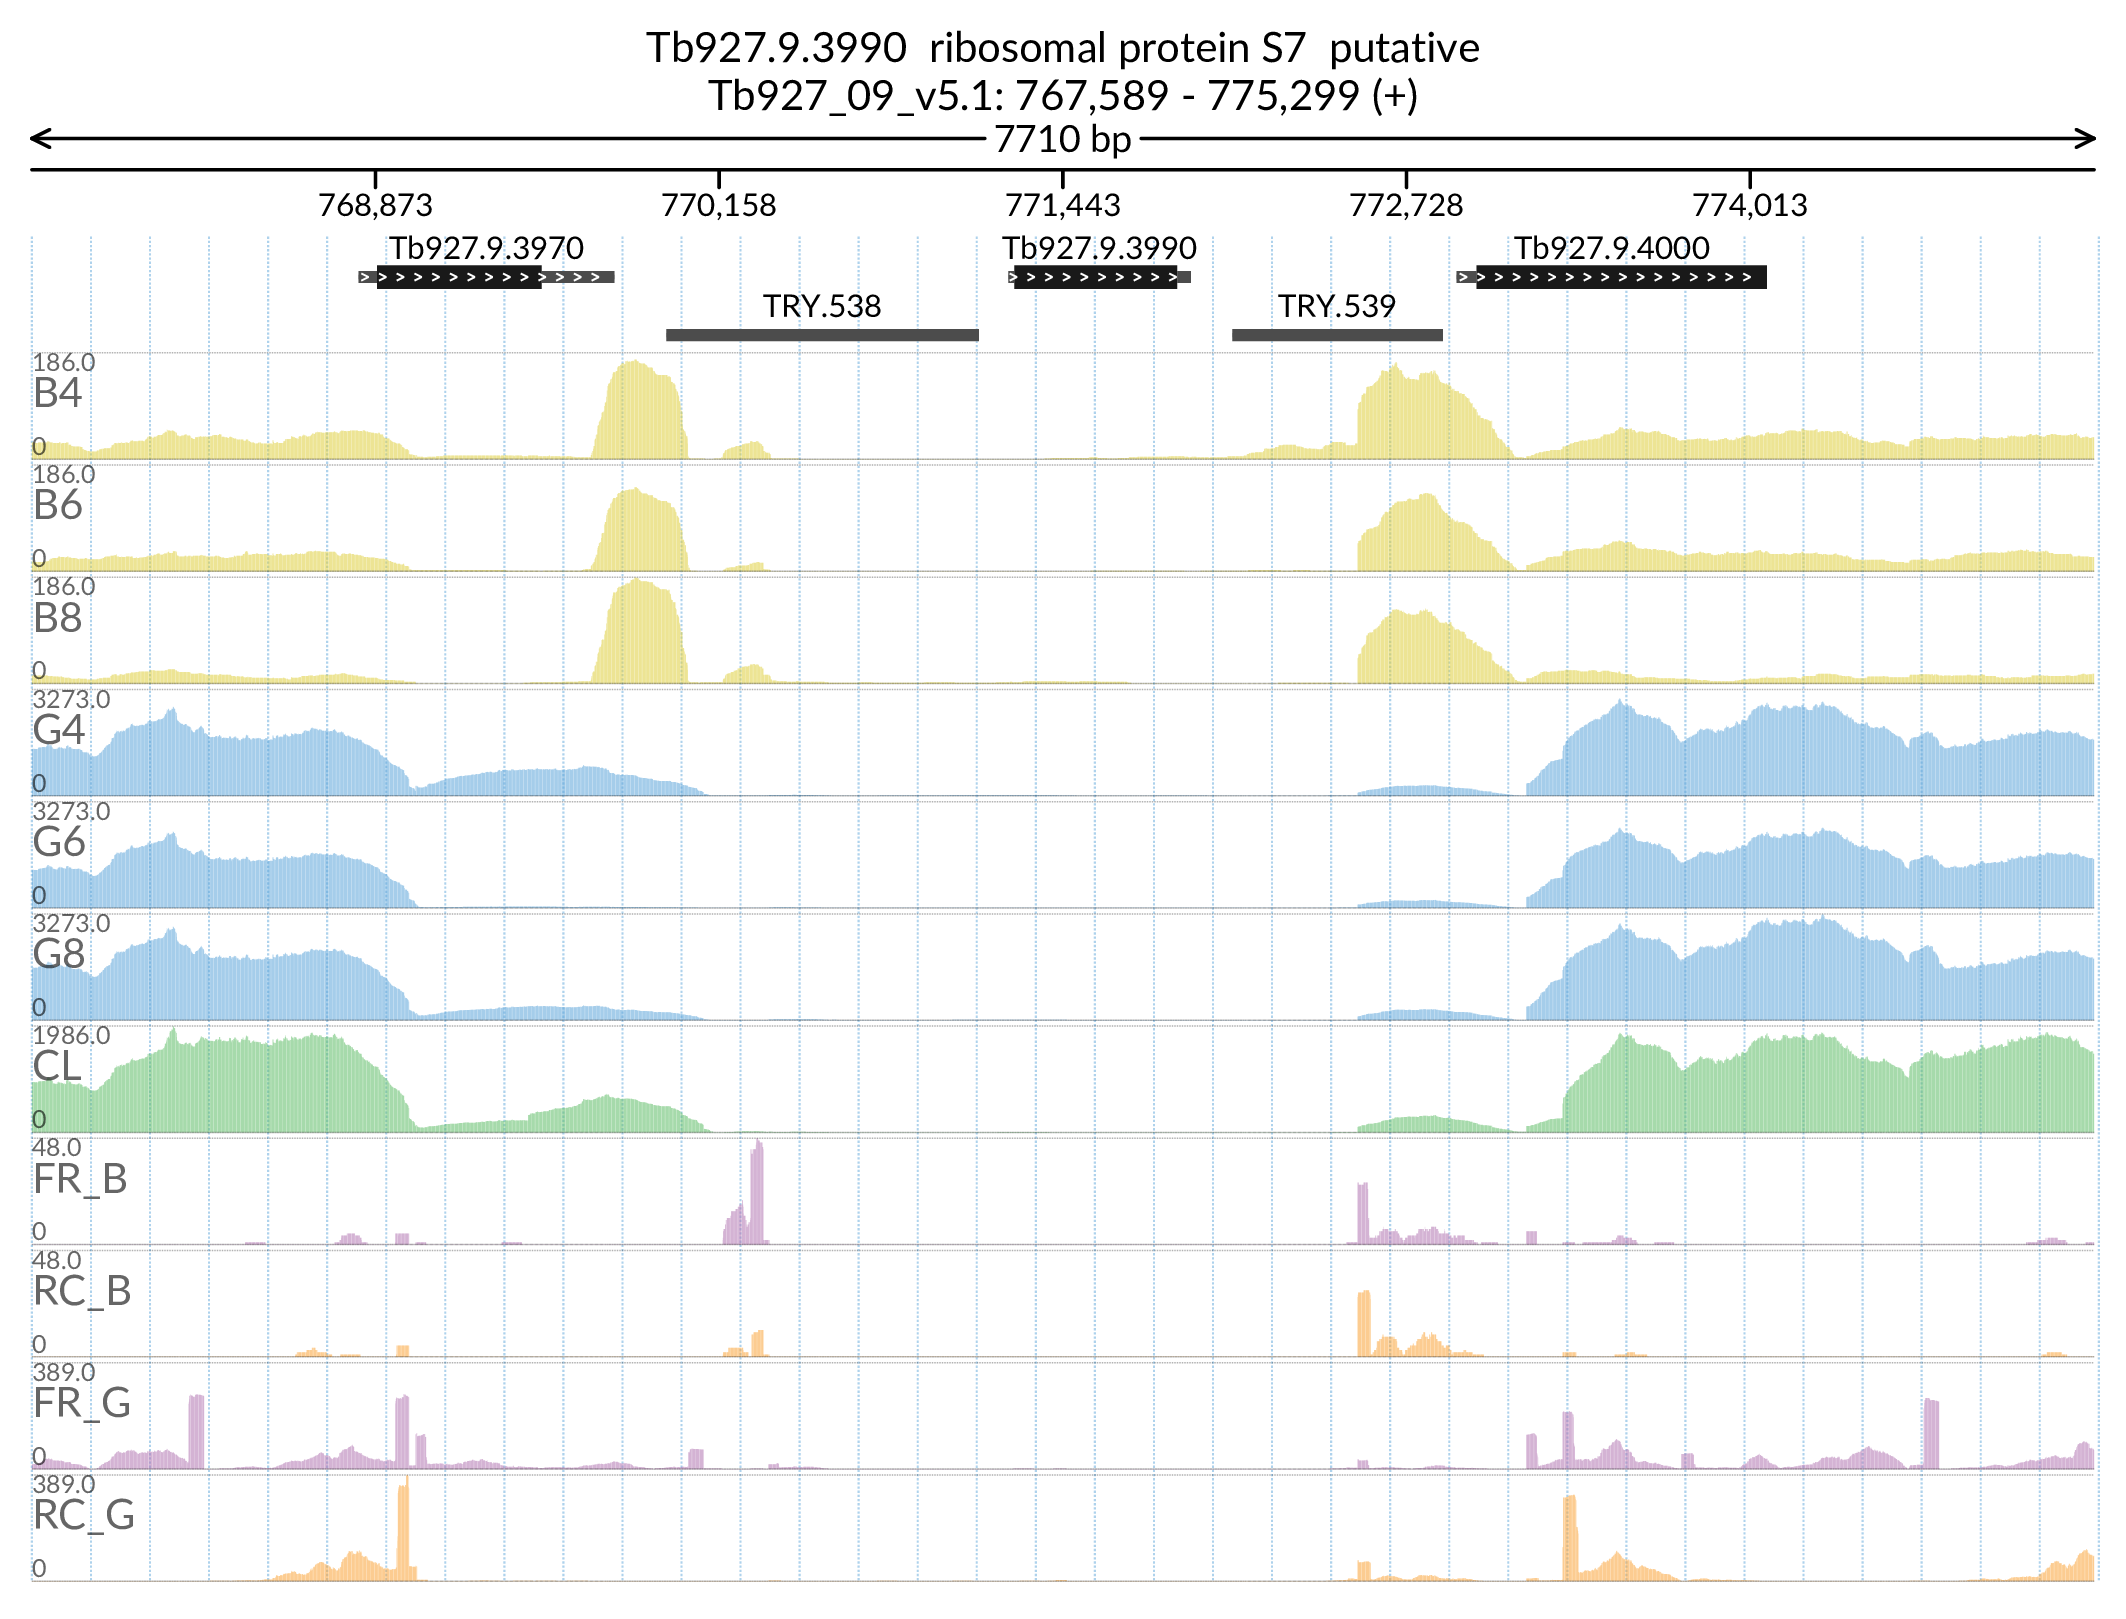 Tb927.9.3990 ribosomal protein S7 putative
Tb927_09_v5.1: 767,589 - 775,299 (+)
7710 bp
768,873 770,158 771,443 772,728 774,013
Tb927.9.3970 Tb927.9.3990 Tb927.9.4000
TRY.538 TRY.539
186.0
B4
0
186.0
B6
0
186.0
B8
0
3273.0
G4
0
3273.0
G6
0
3273.0
G8
0
1986.0
CL
0
48.0
FR_B
0
48.0
RC_B
0
389.0
FR_G
0
389.0
RC_G
0